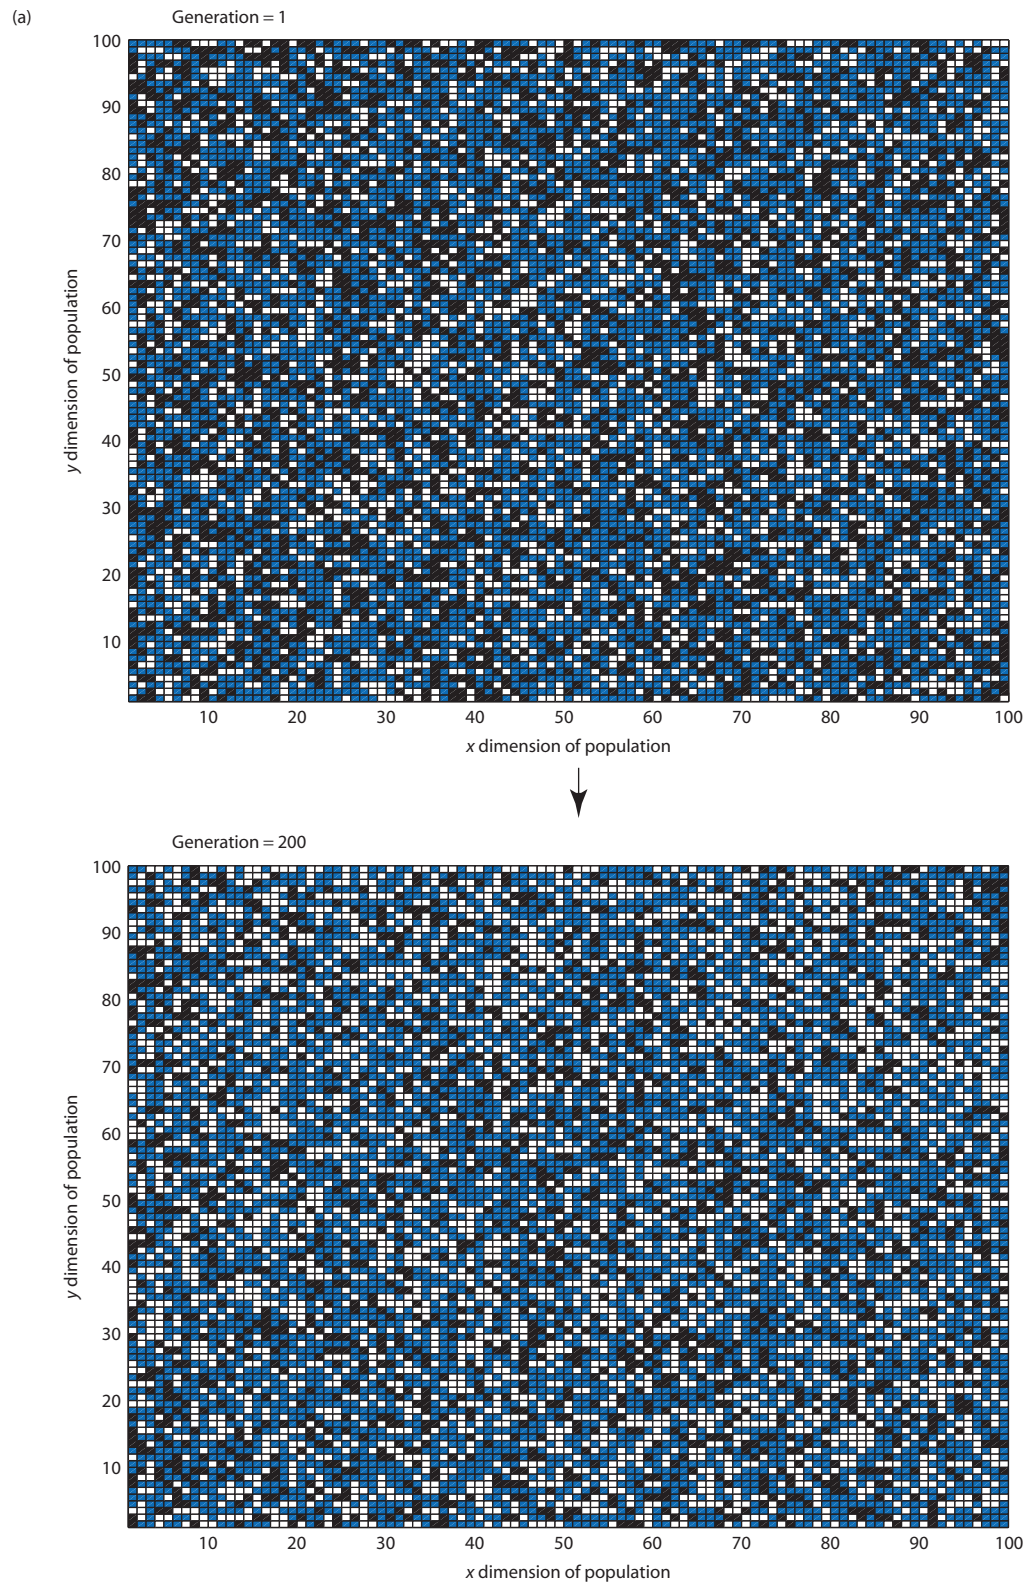 (a)
Generation = 1
100
90
80
70
60
50
40
30
20
10
y dimension of population
10 20 30 40 50 60 70 80 90 100
x dimension of population
Generation = 200
100
90
80
70
60
50
40
30
20
10
y dimension of population
10 20 30 40 50 60 70 80 90 100
x dimension of population